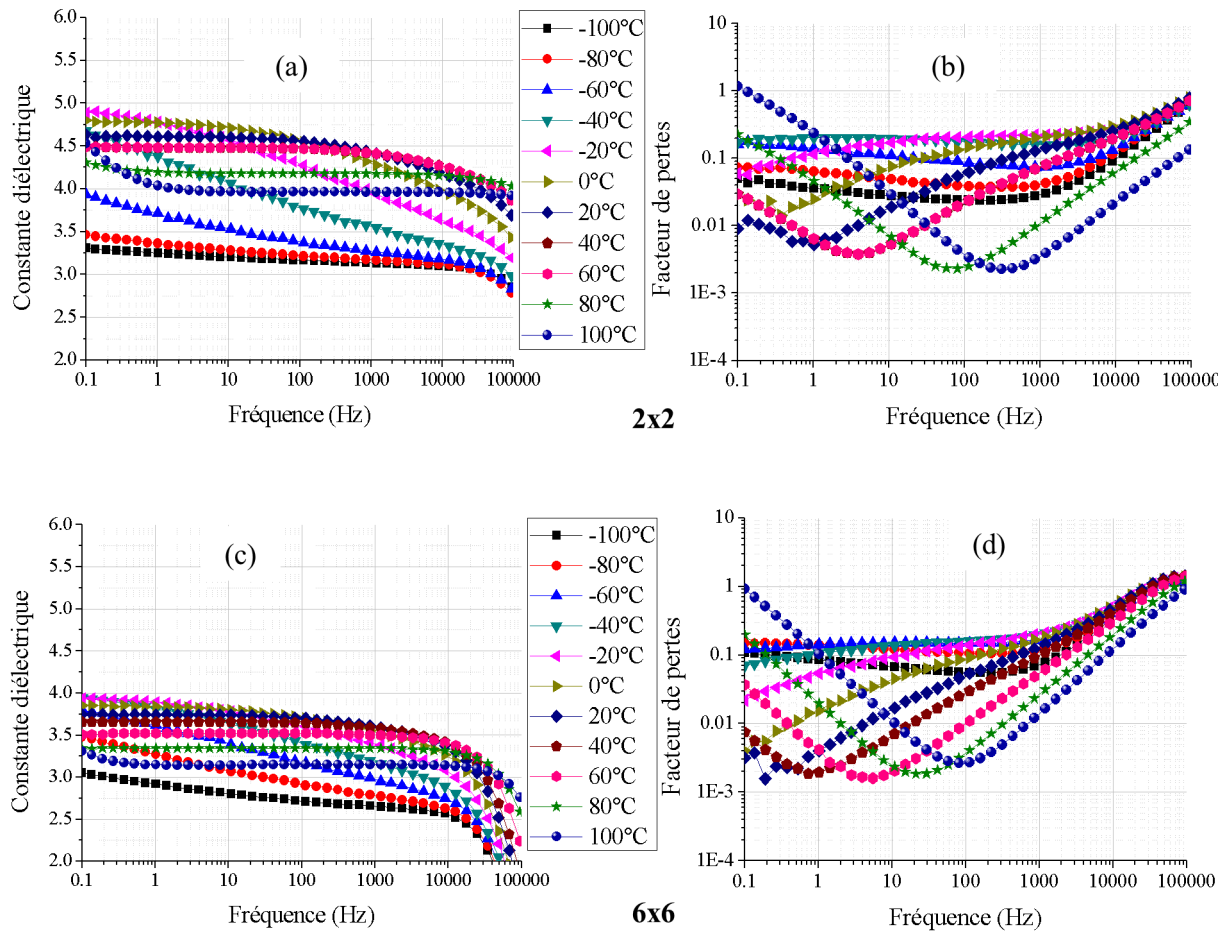 (a)
Constante diélectrique
6.0
5.5
5.0
4.5
4.0
3.5
3.0
2.5
2.0
0.1 1 10 100 1000 10000 100000
Fréquence (Hz)
-100°C
-80°C
-60°C
-40°C
-20°C
0°C
20°C
40°C
60°C
80°C
100°C
(b)
Facteur de pertes
10
1
0.1
0.01
1E-3
1E-4
0.1 1 10 100 1000 10000 100000
Fréquence (Hz)
2x2
(c)
Constante diélectrique
6.0
5.5
5.0
4.5
4.0
3.5
3.0
2.5
2.0
0.1 1 10 100 1000 10000 100000
Fréquence (Hz)
-100°C
-80°C
-60°C
-40°C
-20°C
0°C
20°C
40°C
60°C
80°C
100°C
(d)
Facteur de pertes
10
1
0.1
0.01
1E-3
1E-4
0.1 1 10 100 1000 10000 100000
Fréquence (Hz)
6x6